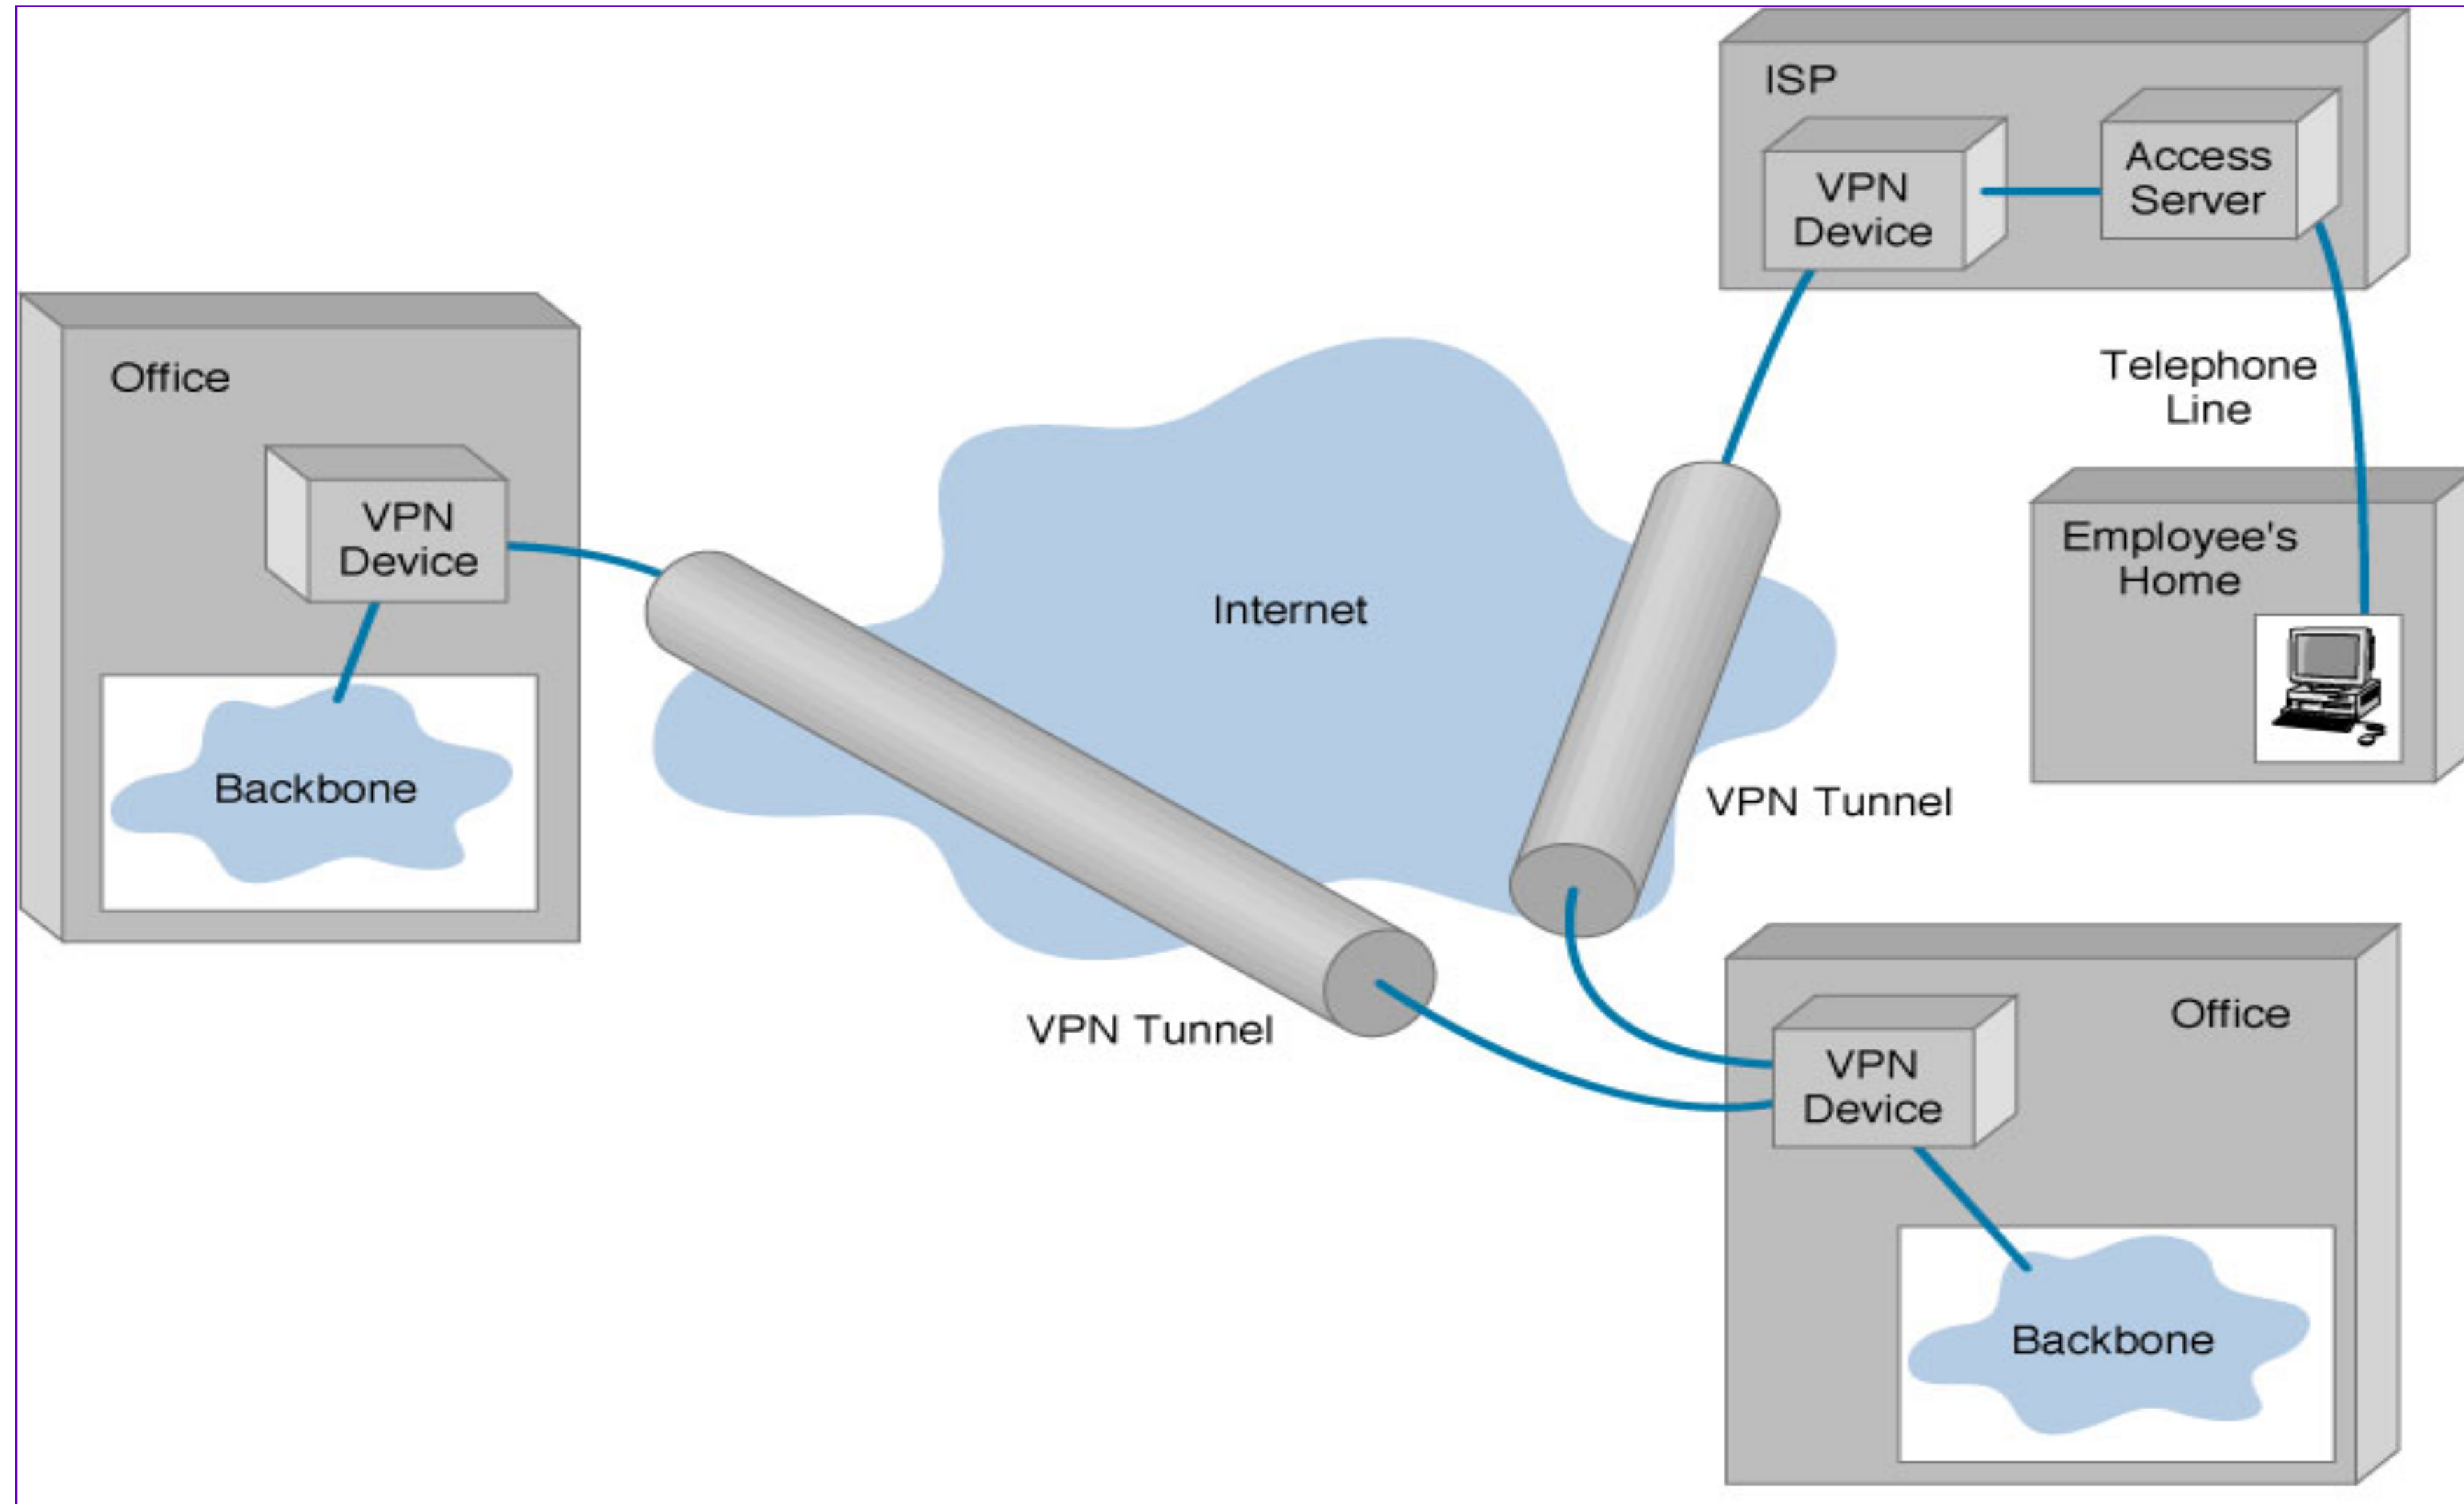 ISP
VPN
Device
Access
Server
Office
VPN
Device
Backbone
Internet
Telephone
Line
Employee's
Home
VPN Tunnel
VPN Tunnel
Office
VPN
Device
Backbone